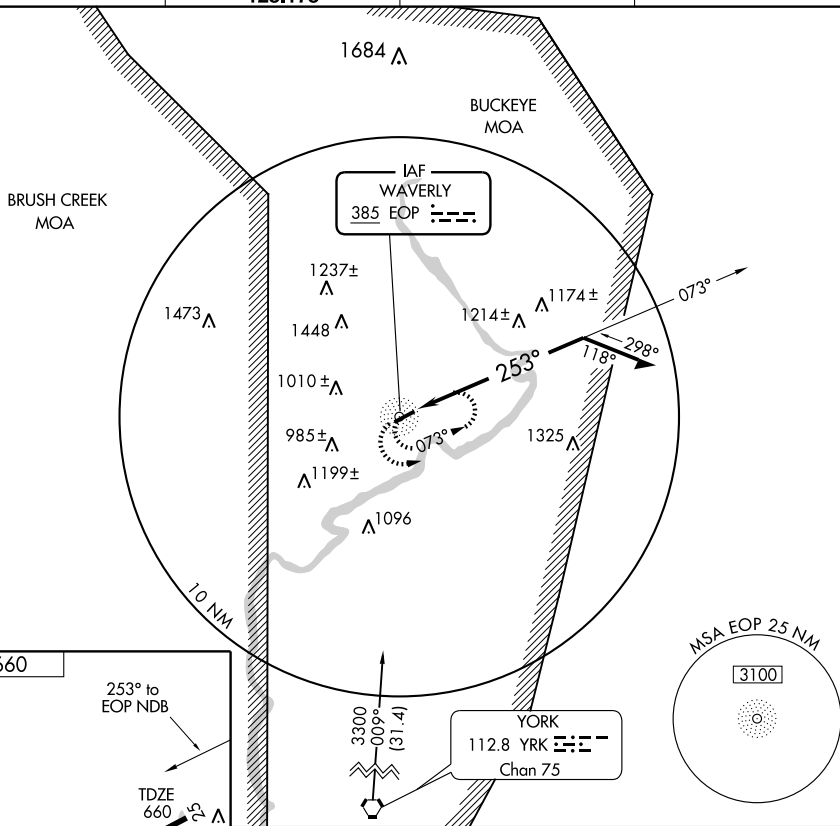 1684
BUCKEYE
MOA
BRUSH CREEK
MOA
IAF
WAVERLY
385 EOP
1237±
1473
1448
1214±
1174±
073°
298°
118°
253°
1010±
985±
073°
1325
1199±
1096
10 NM
MSA EOP 25 NM
3100
660
253° to
EOP NDB
TDZE
660
25
3300
009°
(31.4)
YORK
112.8 YRK
Chan 75